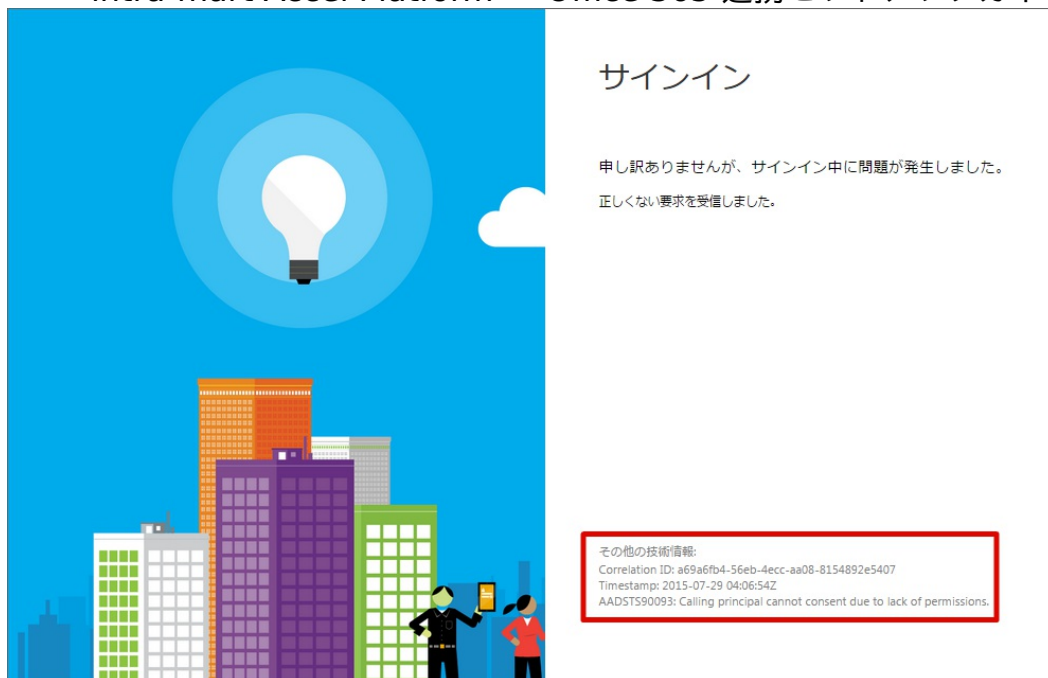 サインイン
申し訳ありませんが、サインイン中に問題が発生しました。
正しくない要求を受信しました。
その他の技術情報:
Correlation ID: a69a6fb4-56eb-4ecc-aa08-8154892e5407
Timestamp: 2015-07-29 04:06:54Z
AADSTS90093: Calling principal cannot consent due to lack of permissions.